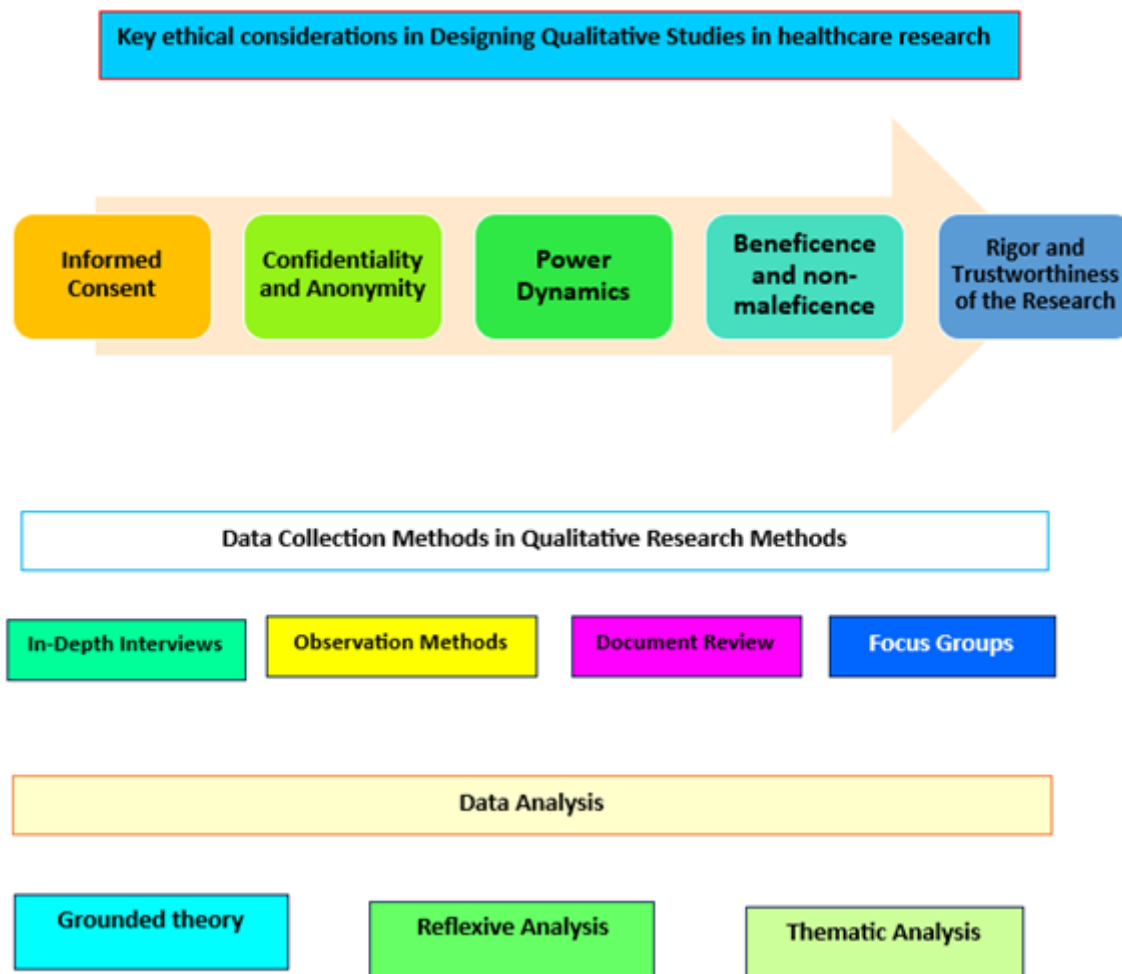 Key ethical considerations in Designing Qualitative Studies in healthcare research
Informed
Consent
Confidentiality
and Anonymity
Power
Dynamics
Beneficence
and non-
maleficence
Rigor and
Trustworthiness
of the Research
Data Collection Methods in Qualitative Research Methods
In-Depth Interviews
Observation Methods
Document Review
Focus Groups
Data Analysis
Grounded theory
Reflexive Analysis
Thematic Analysis